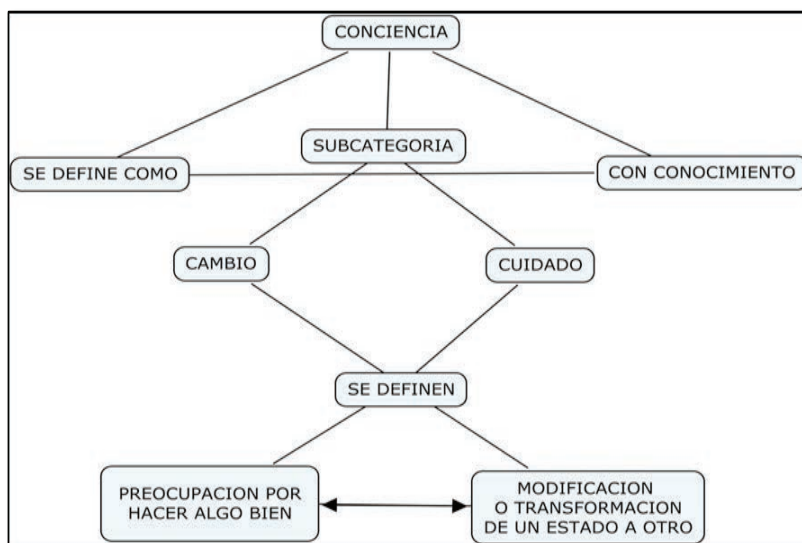 CONCIENCIA
SUBCATEGORIA
SE DEFINE COMO
CON CONOCIMIENTO
CAMBIO
CUIDADO
SE DEFINEN
PREOCUPACION POR
HACER ALGO BIEN
MODIFICACION
O TRANSFORMACION
DE UN ESTADO A OTRO